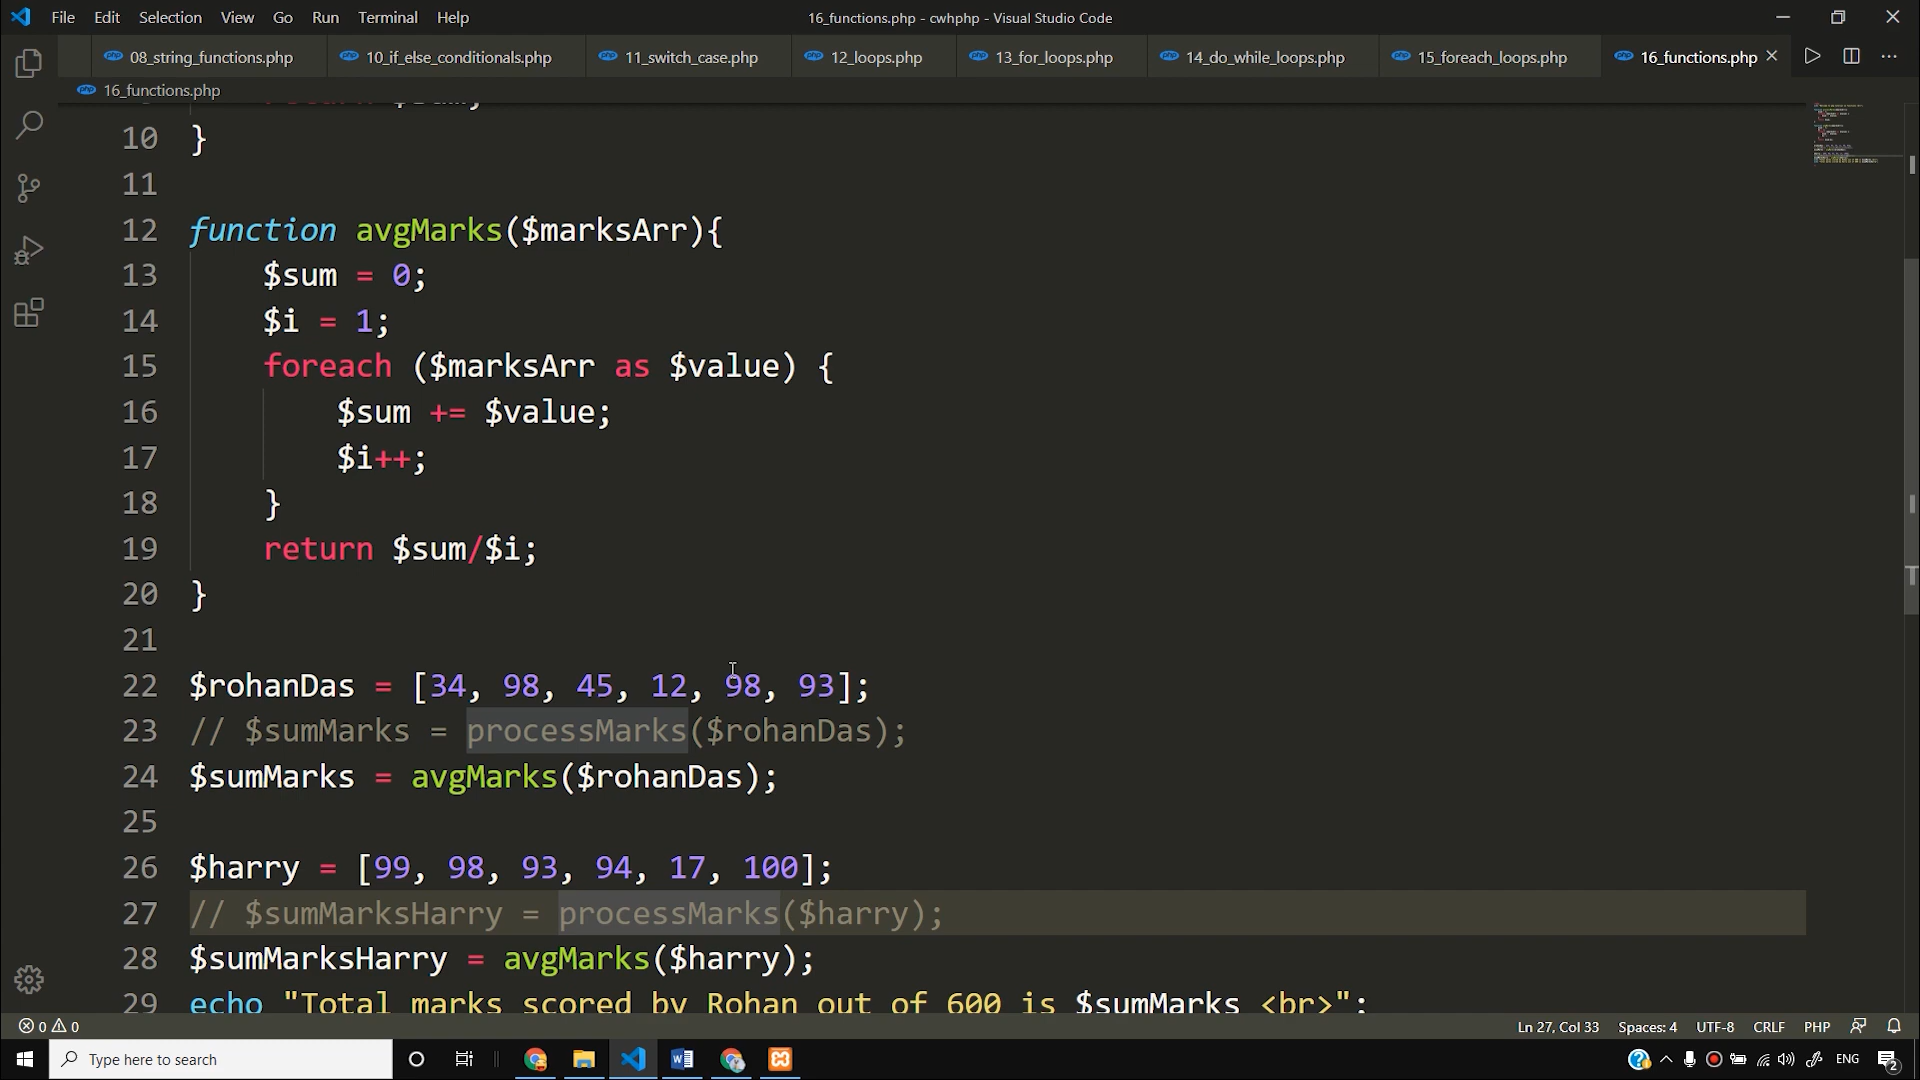 File Edit Selection View Go Run Terminal Help 16_functions.php - cwhphp - Visual Studio Code
08_string_functions.php 10_if_else_conditionals.php 11_switch_case.php 12_loops.php 13_for_loops.php 14_do_while_loops.php 15_foreach_loops.php 16_functions.php
16_functions.php
10 }
11
12 function avgMarks($marksArr){
13 $sum = 0;
14 $i = 1;
15 foreach ($marksArr as $value) {
16 $sum += $value;
17 $i++;
18 }
19 return $sum/$i;
20 }
21
22 $rohanDas = [34, 98, 45, 12, 98, 93];
23 // $sumMarks = processMarks($rohanDas);
24 $sumMarks = avgMarks($rohanDas);
25
26 $harry = [99, 98, 93, 94, 17, 100];
27 // $sumMarksHarry = processMarks($harry);
28 $sumMarksHarry = avgMarks($harry);
29 echo "Total marks scored by Rohan out of 600 is $sumMarks <br>";
0 0 Ln 27, Col 33 Spaces: 4 UTF-8 CRLF PHP
Type here to search ENG 2